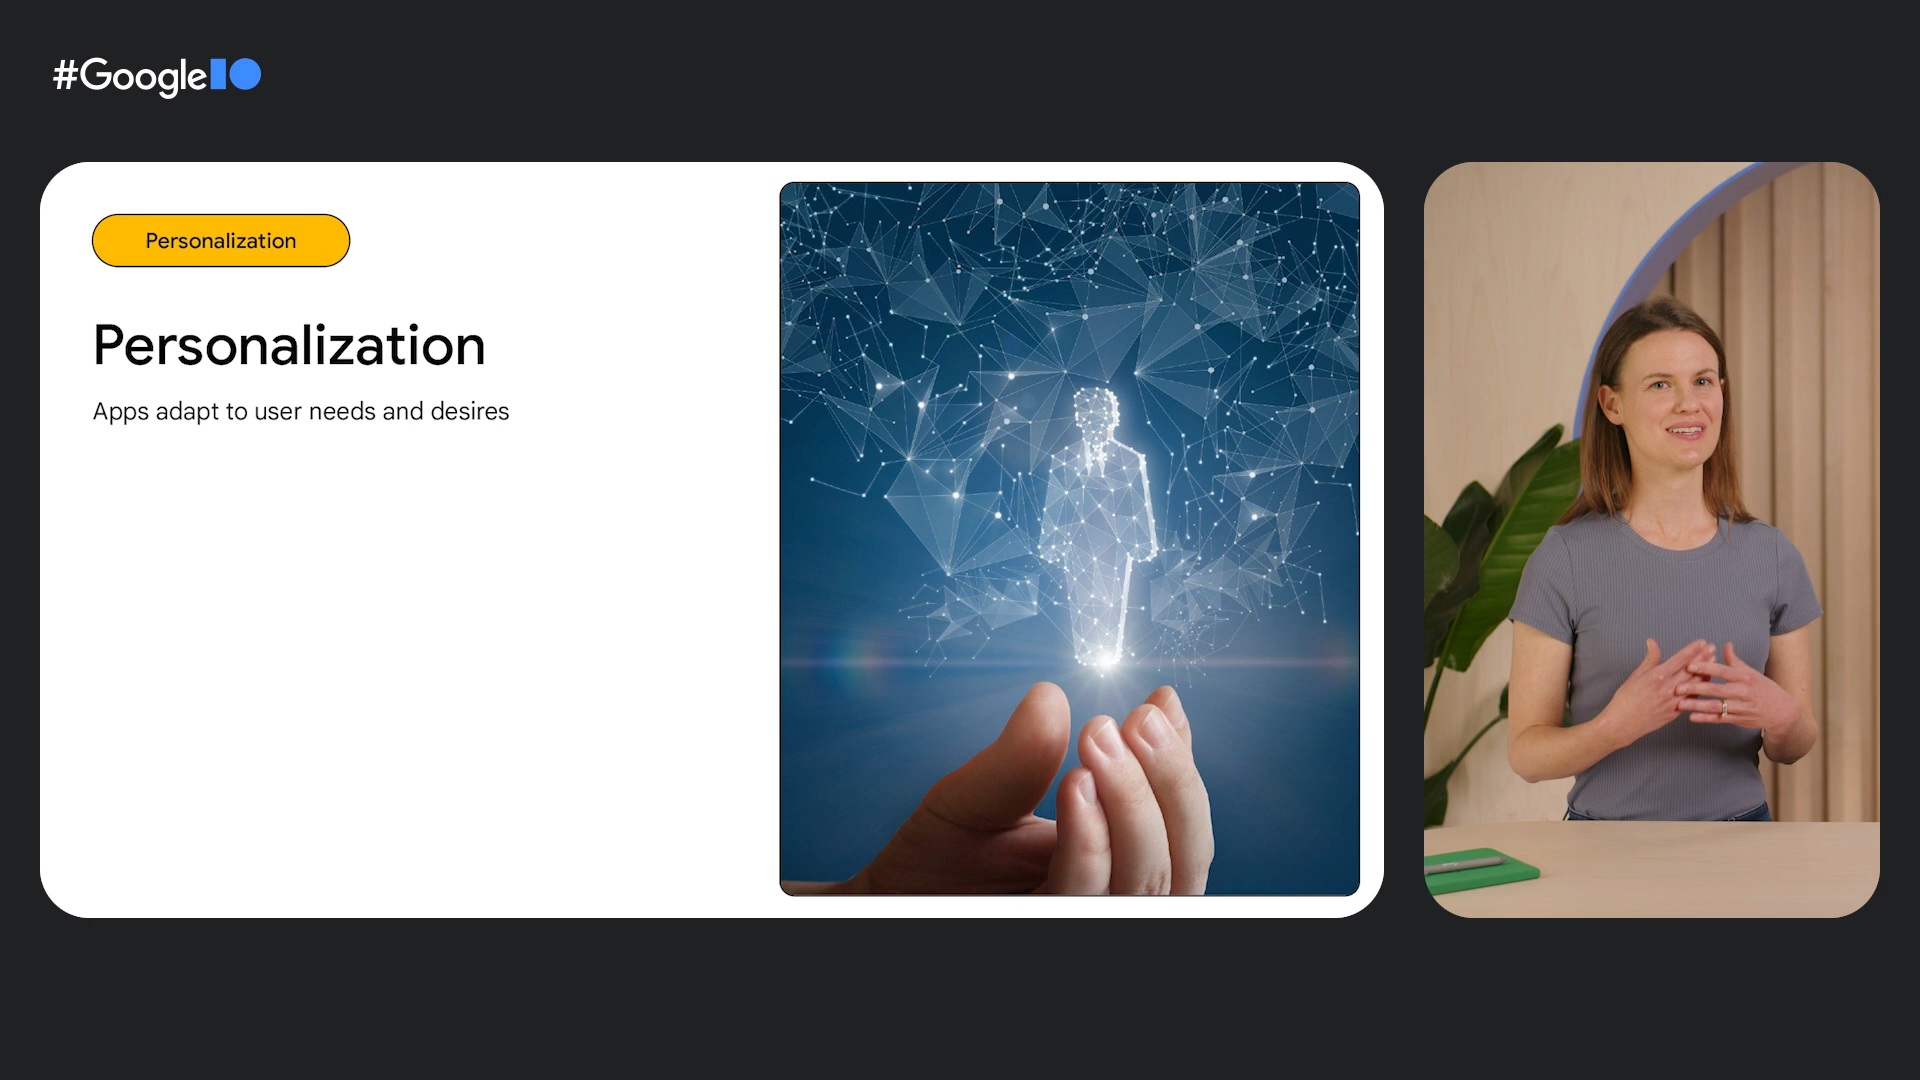 #GoogleIO
Personalization
Personalization
Apps adapt to user needs and desires